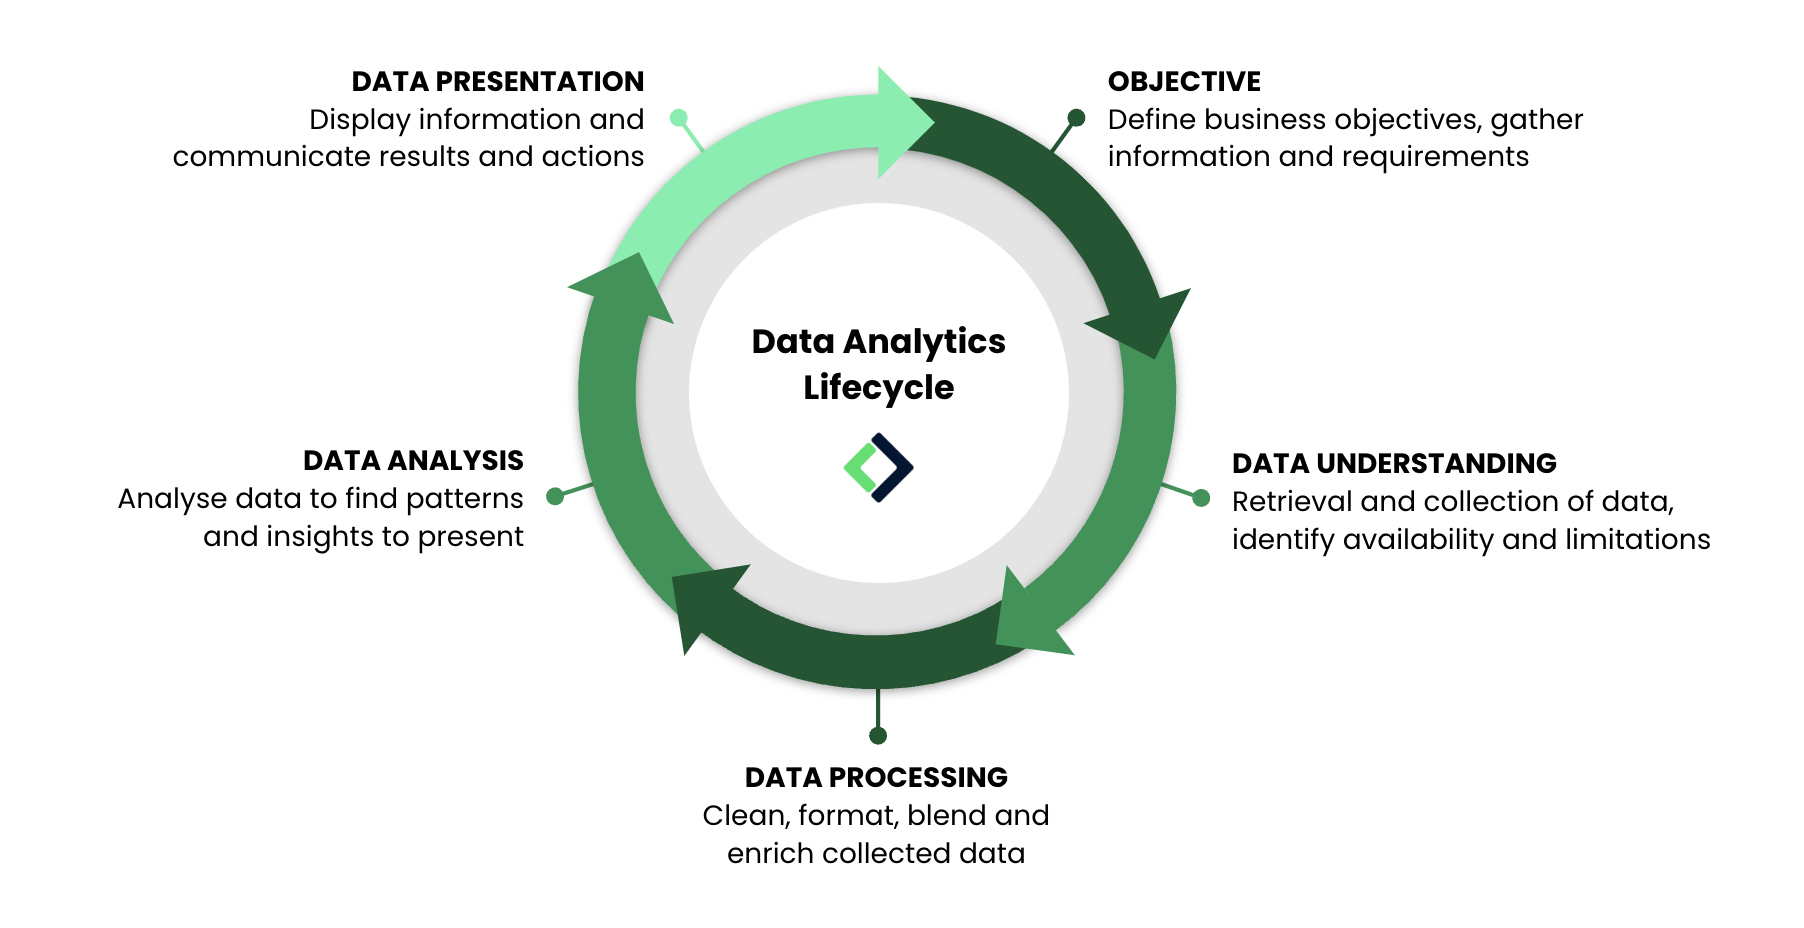 DATA PRESENTATION
Display information and
communicate results and actions
OBJECTIVE
Define business objectives, gather
information and requirements
Data Analytics
Lifecycle
DATA ANALYSIS
Analyse data to find patterns
and insights to present
DATA UNDERSTANDING
Retrieval and collection of data,
identify availability and limitations
DATA PROCESSING
Clean, format, blend and
enrich collected data